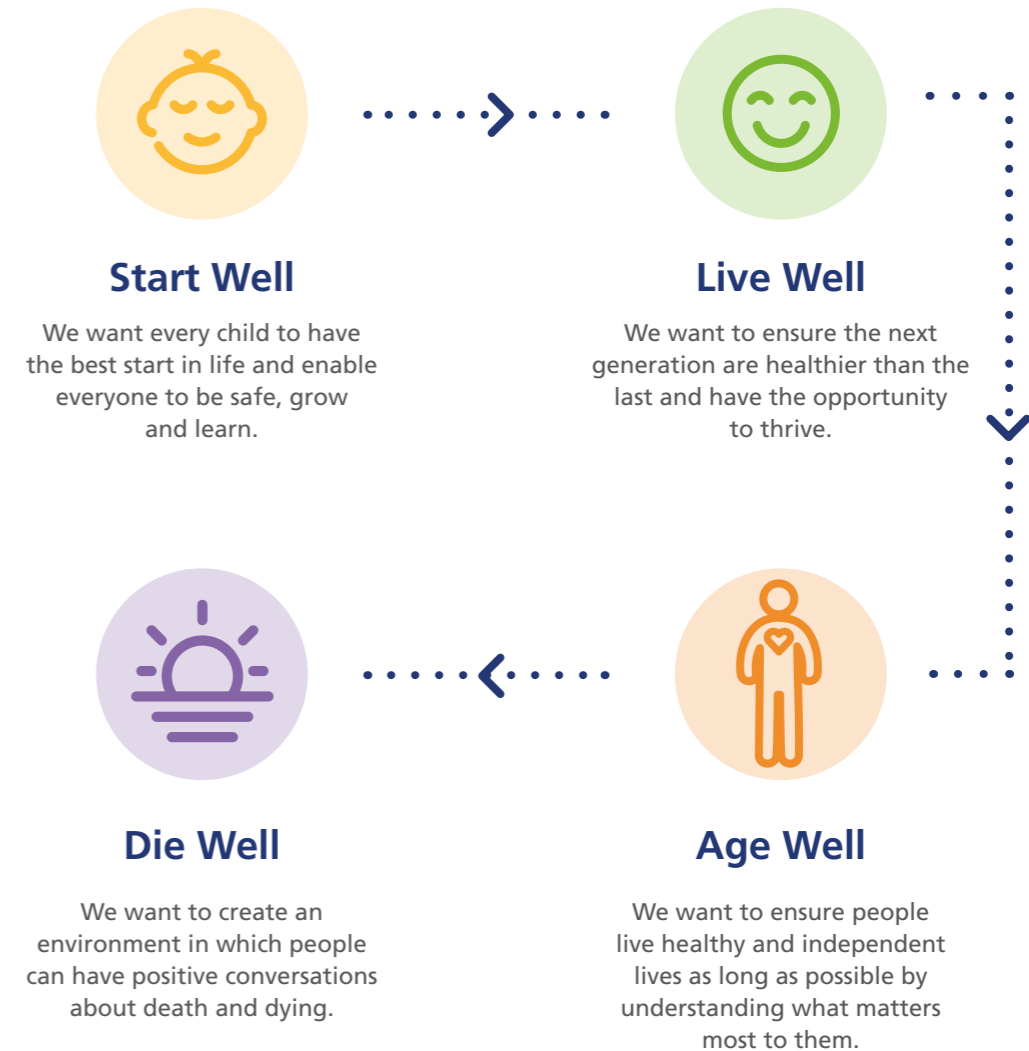 Start Well
We want every child to have
the best start in life and enable
everyone to be safe, grow
and learn.
Live Well
We want to ensure the next
generation are healthier than the
last and have the opportunity
to thrive.
Age Well
We want to ensure people
live healthy and independent
lives as long as possible by
understanding what matters
most to them.
Die Well
We want to create an
environment in which people
can have positive conversations
about death and dying.